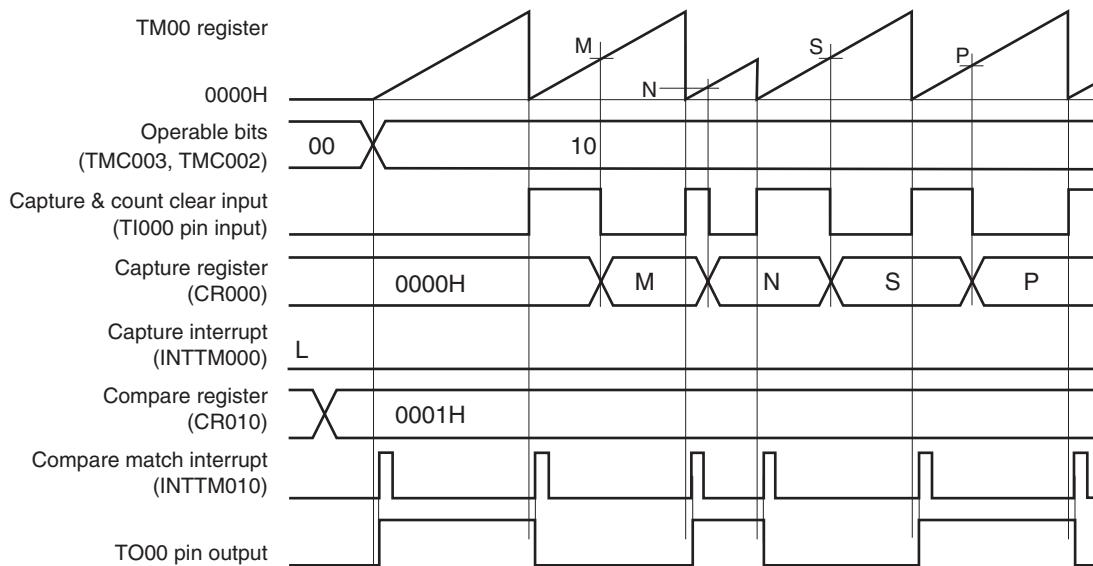 TM00 register
M
S
P
N
0000H
Operable bits
(TMC003, TMC002)
00
10
Capture & count clear input
(TI000 pin input)
Capture register
(CR000)
0000H
M
N
S
P
Capture interrupt
(INTTM000)
L
Compare register
(CR010)
0001H
Compare match interrupt
(INTTM010)
TO00 pin output